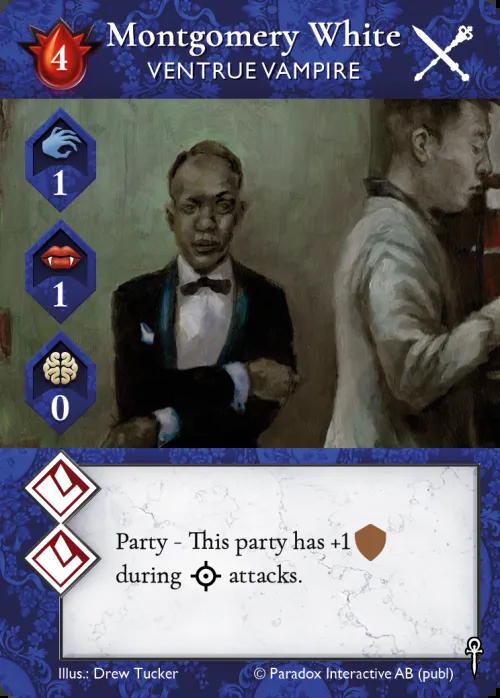 4
Montgomery White
VENTRUE VAMPIRE
1
1
0
Party - This party has +1
during attacks.
Illus.: Drew Tucker
© Paradox Interactive AB (publ)